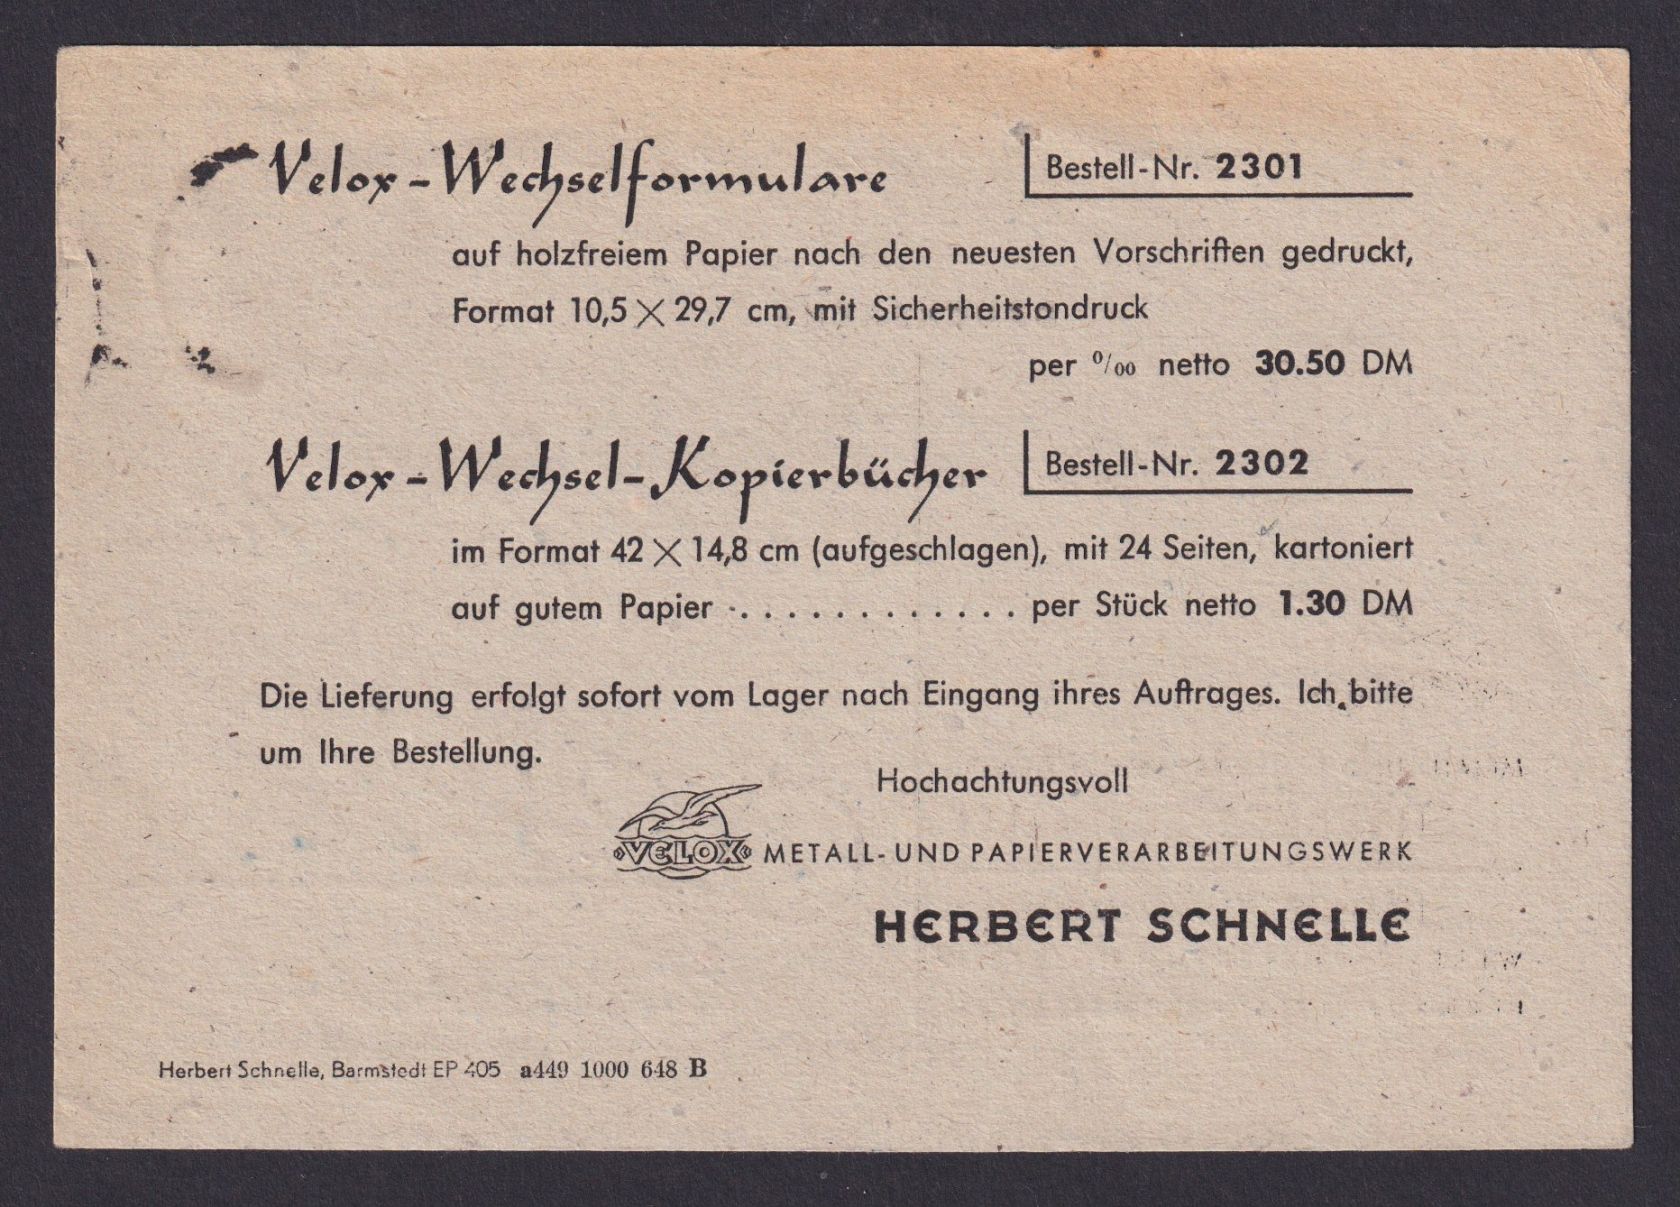 Velox-Wechselformulare
Bestell-Nr. 2301
auf holzfreiem Papier nach den neuesten Vorschriften gedruckt,
Format 10,5 × 29,7 cm, mit Sicherheitstondruck
per ⁰/₀₀ netto 30.50 DM
Velox-Wechsel-Kopierbücher
Bestell-Nr. 2302
im Format 42 × 14,8 cm (aufgeschlagen), mit 24 Seiten, kartoniert
auf gutem Papier . . . . . . . . . . . . . per Stück netto 1.30 DM
Die Lieferung erfolgt sofort vom Lager nach Eingang ihres Auftrages. Ich bitte
um Ihre Bestellung.
Hochachtungsvoll
VELOX METALL- UND PAPIERVERARBEITUNGSWERK
HERBERT SCHNELLE
Herbert Schnelle, Barmstedt EP 405 a449 1000 648 B